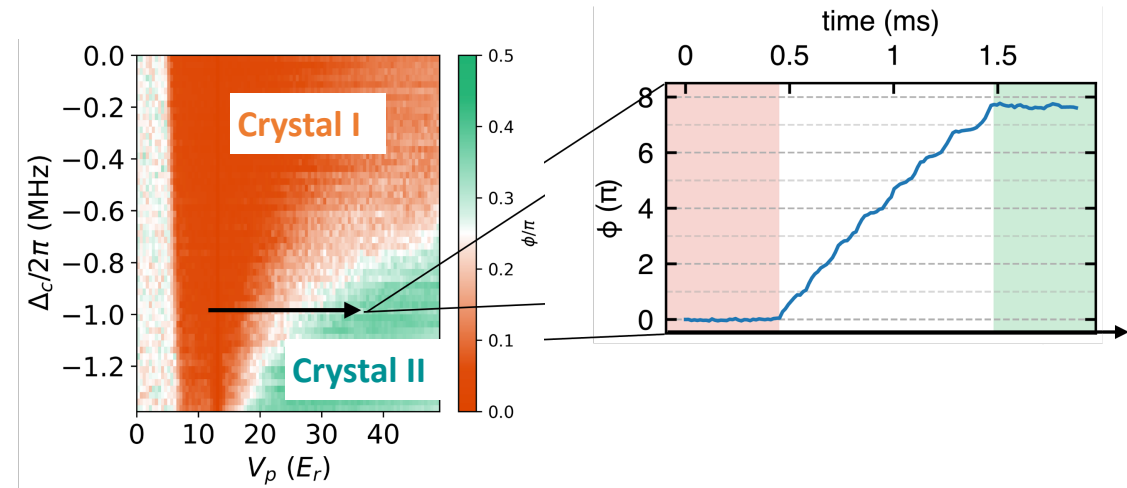 0.0
−0.2
−0.4
−0.6
−0.8
−1.0
−1.2
Δc/2π (MHz)
0 10 20 30 40
Vp (Er)
Crystal I
Crystal II
0.5
0.4
0.3
0.2
0.1
0.0
ϕ/π
time (ms)
0 0.5 1 1.5
8
6
4
2
0
ϕ (π)